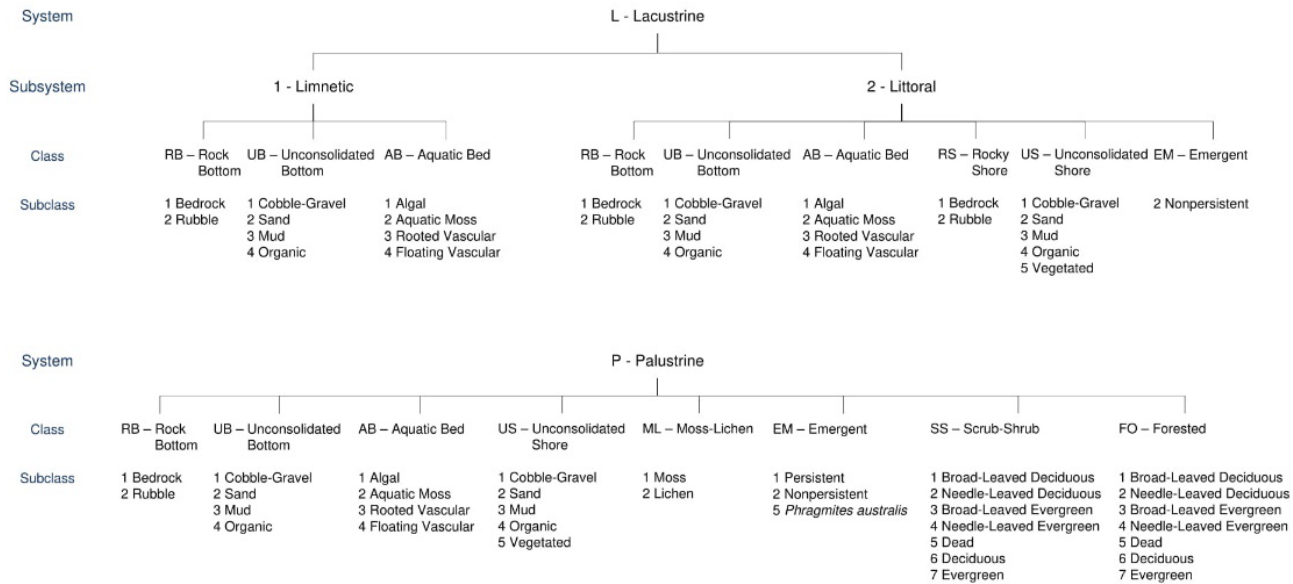 System
L - Lacustrine
Subsystem
1 - Limnetic
2 - Littoral
Class
RB – Rock
Bottom
UB – Unconsolidated
Bottom
AB – Aquatic Bed
RB – Rock
Bottom
UB – Unconsolidated
Bottom
AB – Aquatic Bed
RS – Rocky
Shore
US – Unconsolidated
Shore
EM – Emergent
Subclass
1 Bedrock
2 Rubble
1 Cobble-Gravel
2 Sand
3 Mud
4 Organic
1 Algal
2 Aquatic Moss
3 Rooted Vascular
4 Floating Vascular
1 Bedrock
2 Rubble
1 Cobble-Gravel
2 Sand
3 Mud
4 Organic
1 Algal
2 Aquatic Moss
3 Rooted Vascular
4 Floating Vascular
1 Bedrock
2 Rubble
1 Cobble-Gravel
2 Sand
3 Mud
4 Organic
5 Vegetated
2 Nonpersistent
System
P - Palustrine
Class
RB – Rock
Bottom
UB – Unconsolidated
Bottom
AB – Aquatic Bed
US – Unconsolidated
Shore
ML – Moss-Lichen
EM – Emergent
SS – Scrub-Shrub
FO – Forested
Subclass
1 Bedrock
2 Rubble
1 Cobble-Gravel
2 Sand
3 Mud
4 Organic
1 Algal
2 Aquatic Moss
3 Rooted Vascular
4 Floating Vascular
1 Cobble-Gravel
2 Sand
3 Mud
4 Organic
5 Vegetated
1 Moss
2 Lichen
1 Persistent
2 Nonpersistent
5 Phragmites australis
1 Broad-Leaved Deciduous
2 Needle-Leaved Deciduous
3 Broad-Leaved Evergreen
4 Needle-Leaved Evergreen
5 Dead
6 Deciduous
7 Evergreen
1 Broad-Leaved Deciduous
2 Needle-Leaved Deciduous
3 Broad-Leaved Evergreen
4 Needle-Leaved Evergreen
5 Dead
6 Deciduous
7 Evergreen